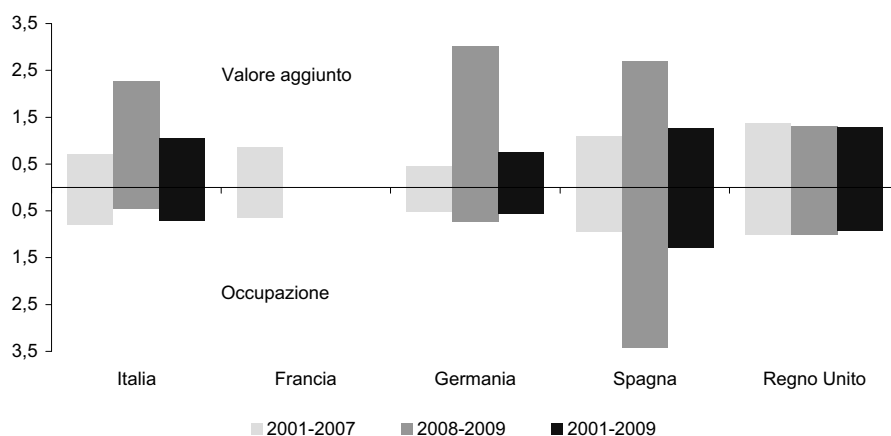 3,5
2,5
Valore aggiunto
1,5
0,5
0,5
1,5
Occupazione
2,5
3,5
Italia Francia Germania Spagna Regno Unito
2001-2007 2008-2009 2001-2009